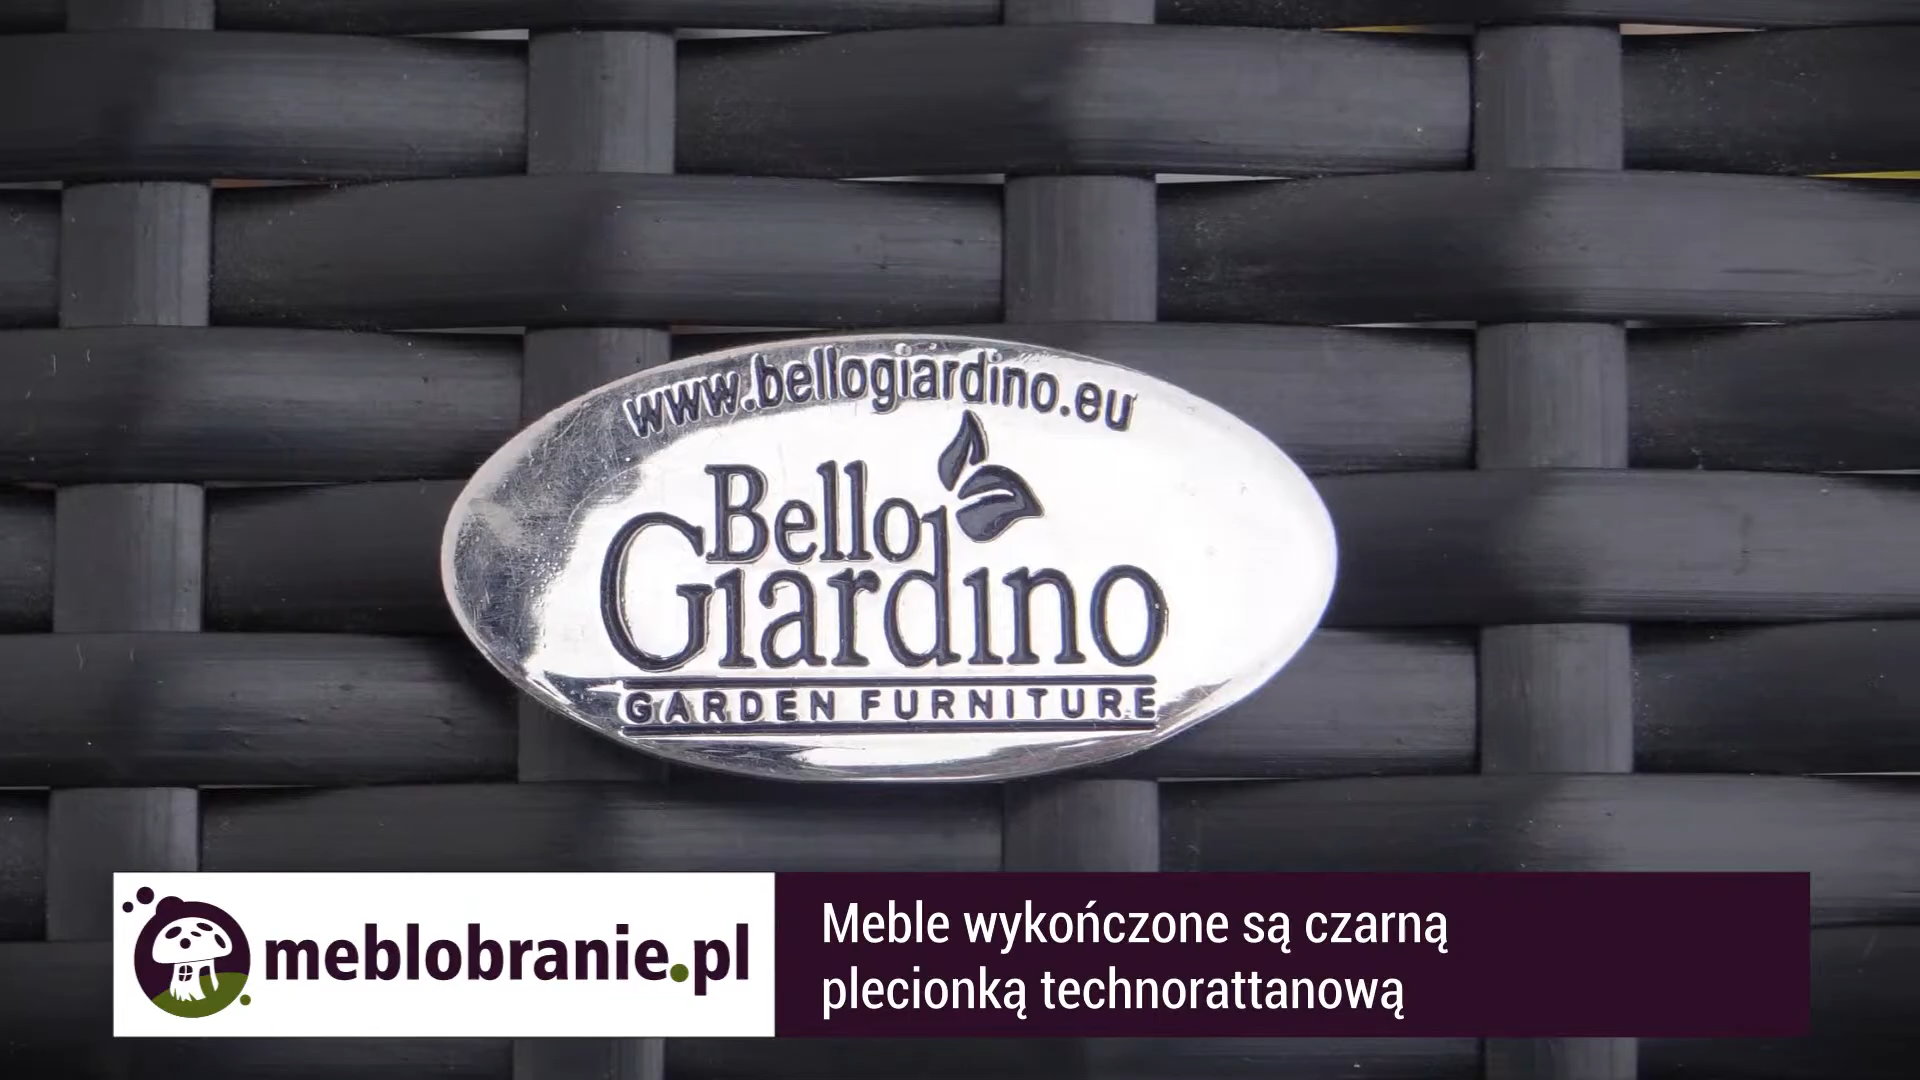 www.bellogiardino.eu
Bello
Giardino
GARDEN FURNITURE
meblobranie.pl
Meble wykończone są czarną
plecionką technorattanową